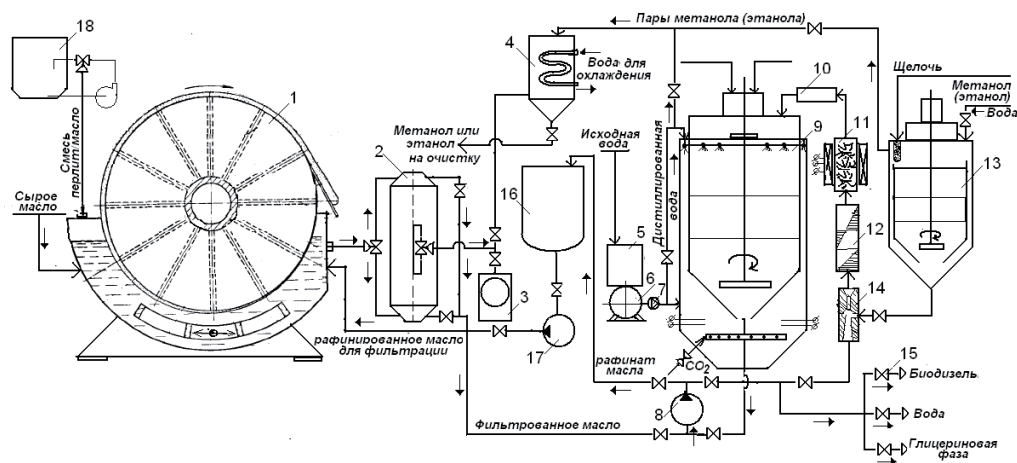 18
1
Смесь
перлит/масло
Сырое
масло
2
Метанол или
этанол
на очистку
4
Вода для
охлаждения
Пары метанола (этанола)
Исходная
вода
16
3
17
5
6
7
Дистиллированная
вода
9
10
11
12
14
Щелочь
Метанол
(этанол)
Вода
13
рафинированное масло
для фильтрации
рафинат
масла
CO2
8
Фильтрованное масло
15
Биодизель
Вода
Глицериновая
фаза